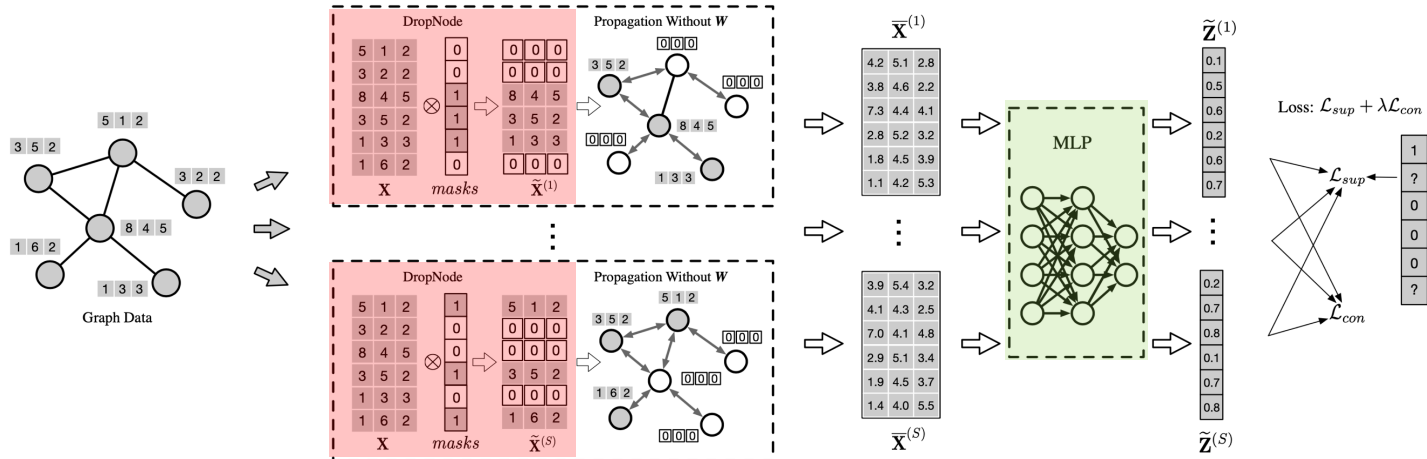 Graph Data
3 5 2
5 1 2
3 2 2
8 4 5
1 6 2
1 3 3
DropNode
5 1 2
3 2 2
8 4 5
3 5 2
1 3 3
1 6 2
X
⊗
0
0
1
1
1
0
masks
0 0 0
0 0 0
8 4 5
3 5 2
1 3 3
0 0 0
X̃⁽¹⁾
Propagation Without W
0 0 0
3 5 2
0 0 0
8 4 5
0 0 0
1 3 3
⋮
DropNode
5 1 2
3 2 2
8 4 5
3 5 2
1 3 3
1 6 2
X
⊗
1
0
0
1
0
1
masks
5 1 2
0 0 0
0 0 0
3 5 2
0 0 0
1 6 2
X̃⁽ˢ⁾
Propagation Without W
5 1 2
3 5 2
0 0 0
0 0 0
1 6 2
0 0 0
X̅⁽¹⁾
4.2 5.1 2.8
3.8 4.6 2.2
7.3 4.4 4.1
2.8 5.2 3.2
1.8 4.5 3.9
1.1 4.2 5.3
⋮
3.9 5.4 3.2
4.1 4.3 2.5
7.0 4.1 4.8
2.9 5.1 3.4
1.9 4.5 3.7
1.4 4.0 5.5
X̅⁽ˢ⁾
MLP
Z̃⁽¹⁾
0.1
0.5
0.6
0.2
0.6
0.7
⋮
0.2
0.7
0.8
0.1
0.7
0.8
Z̃⁽ˢ⁾
Loss: ℒsup + λℒcon
ℒsup
ℒcon
1
?
0
0
0
?